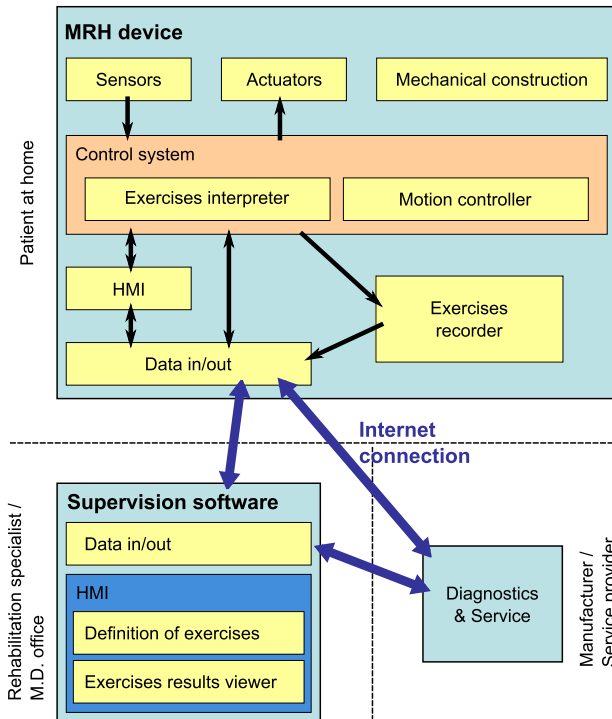 MRH device
Sensors
Actuators
Mechanical construction
Control system
Exercises interpreter
Motion controller
Patient at home
HMI
Exercises
recorder
Data in/out
Internet
connection
Supervision software
Data in/out
HMI
Definition of exercises
Exercises results viewer
Rehabilitation specialist /
M.D. office
Diagnostics
& Service
Manufacturer /
Service provider